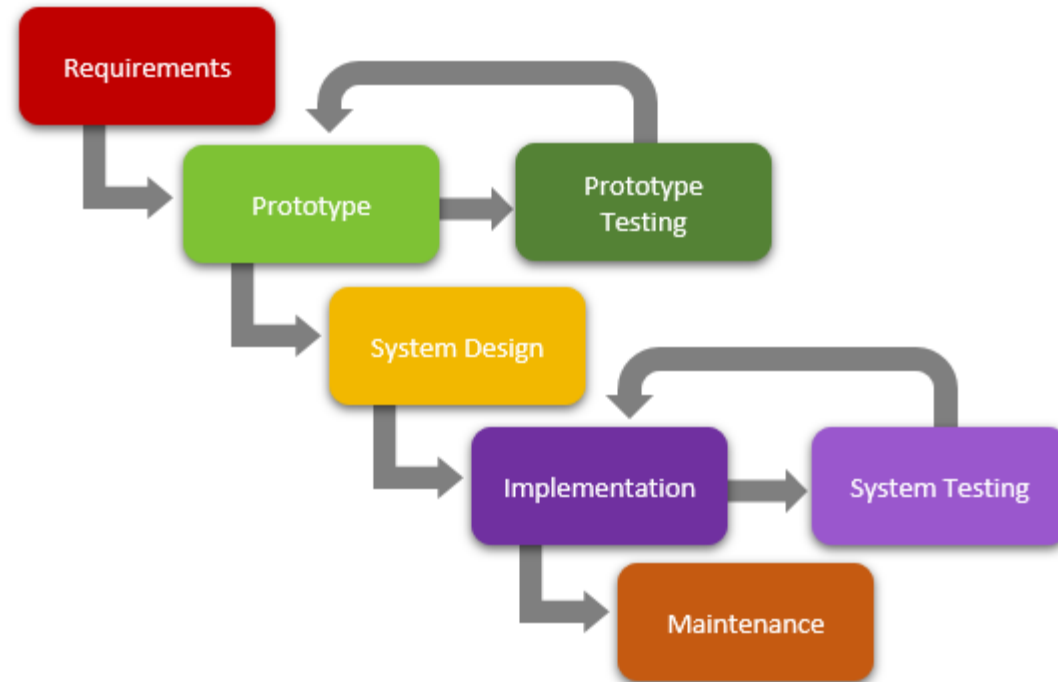 Requirements
Prototype
Prototype
Testing
System Design
Implementation
System Testing
Maintenance